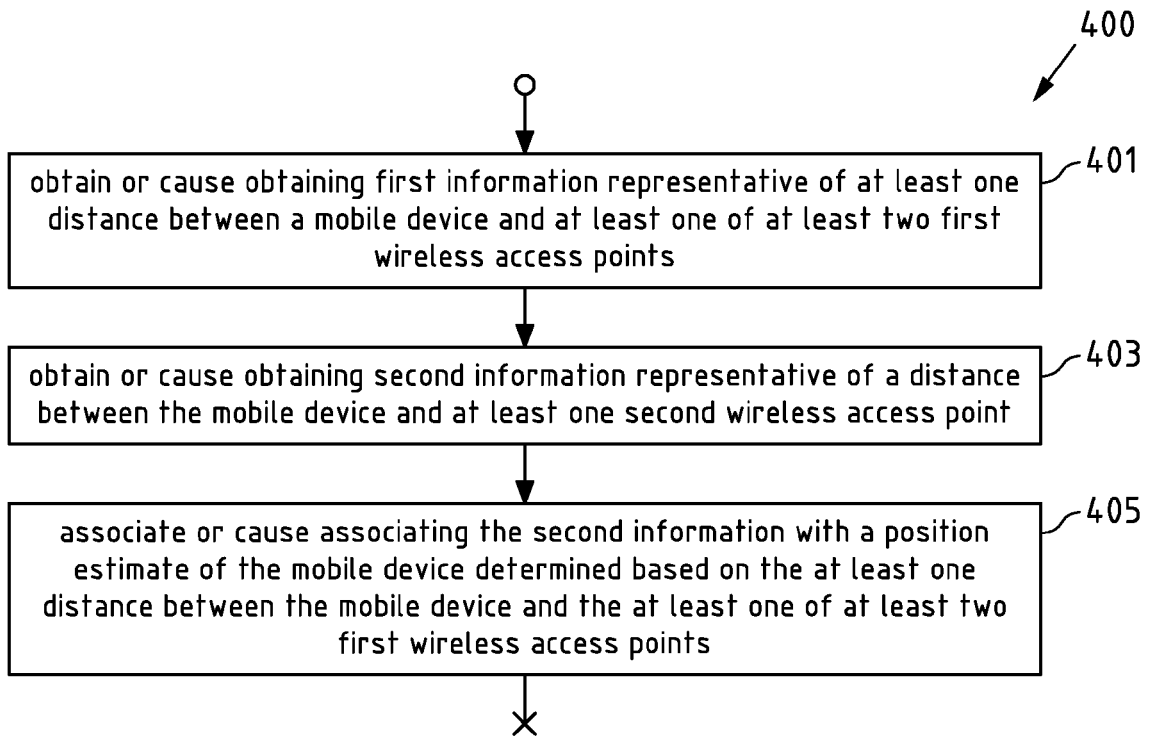 400
401
obtain or cause obtaining first information representative of at least one
distance between a mobile device and at least one of at least two first
wireless access points
403
obtain or cause obtaining second information representative of a distance
between the mobile device and at least one second wireless access point
405
associate or cause associating the second information with a position
estimate of the mobile device determined based on the at least one
distance between the mobile device and the at least one of at least two
first wireless access points